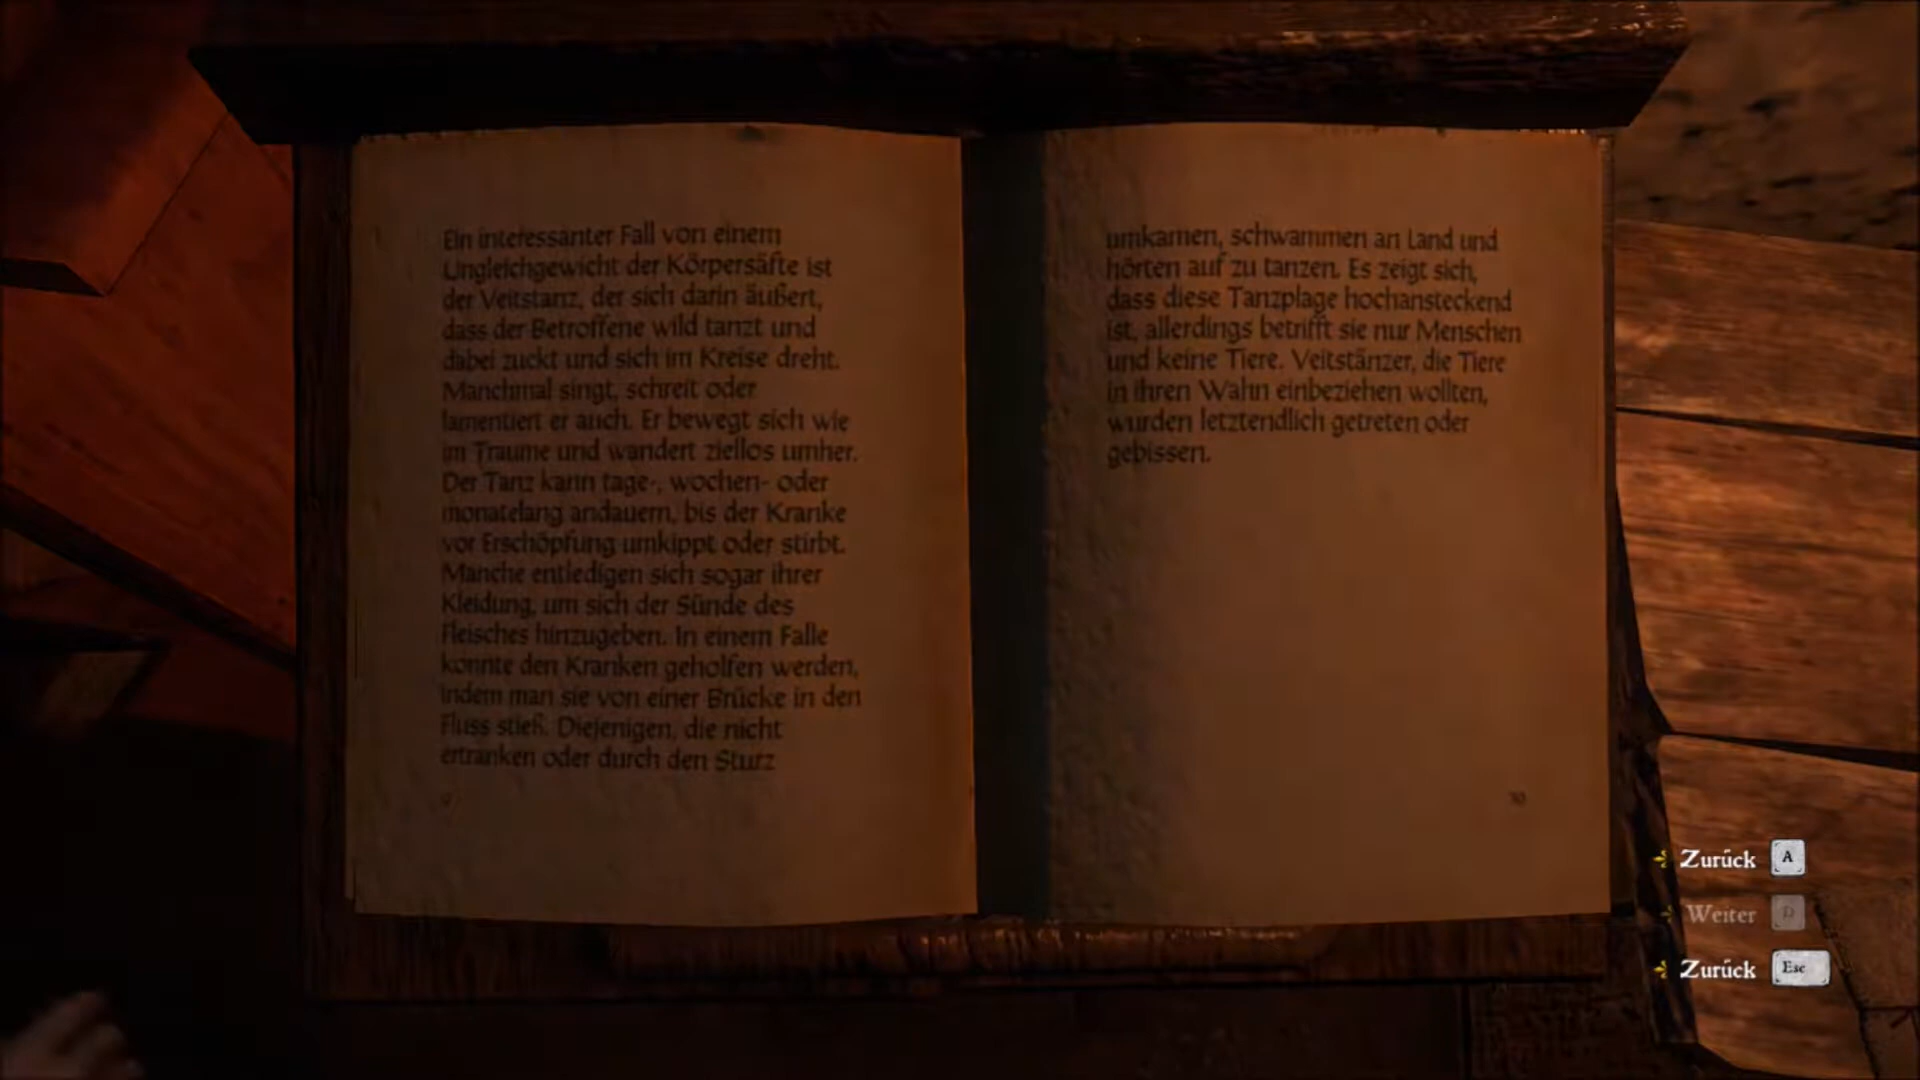 Ein interessanter Fall von einem
Ungleichgewicht der Körpersäfte ist
der Veitstanz, der sich darin äußert,
dass der Betroffene wild tanzt und
dabei zuckt und sich im Kreise dreht.
Manchmal singt, schreit oder
lamentiert er auch. Er bewegt sich wie
im Traume und wandert ziellos umher.
Der Tanz kann tage-, wochen- oder
monatelang andauern, bis der Kranke
vor Erschöpfung umkippt oder stirbt.
Manche entledigen sich sogar ihrer
Kleidung, um sich der Sünde des
Fleisches hinzugeben. In einem Falle
konnte den Kranken geholfen werden,
indem man sie von einer Brücke in den
Fluss stieß. Diejenigen, die nicht
ertranken oder durch den Sturz
umkamen, schwammen an Land und
hörten auf zu tanzen. Es zeigt sich,
dass diese Tanzplage hochansteckend
ist, allerdings betrifft sie nur Menschen
und keine Tiere. Veitstänzer, die Tiere
in ihren Wahn einbeziehen wollten,
wurden letztendlich getreten oder
gebissen.
Zurück A
Weiter D
Zurück Esc